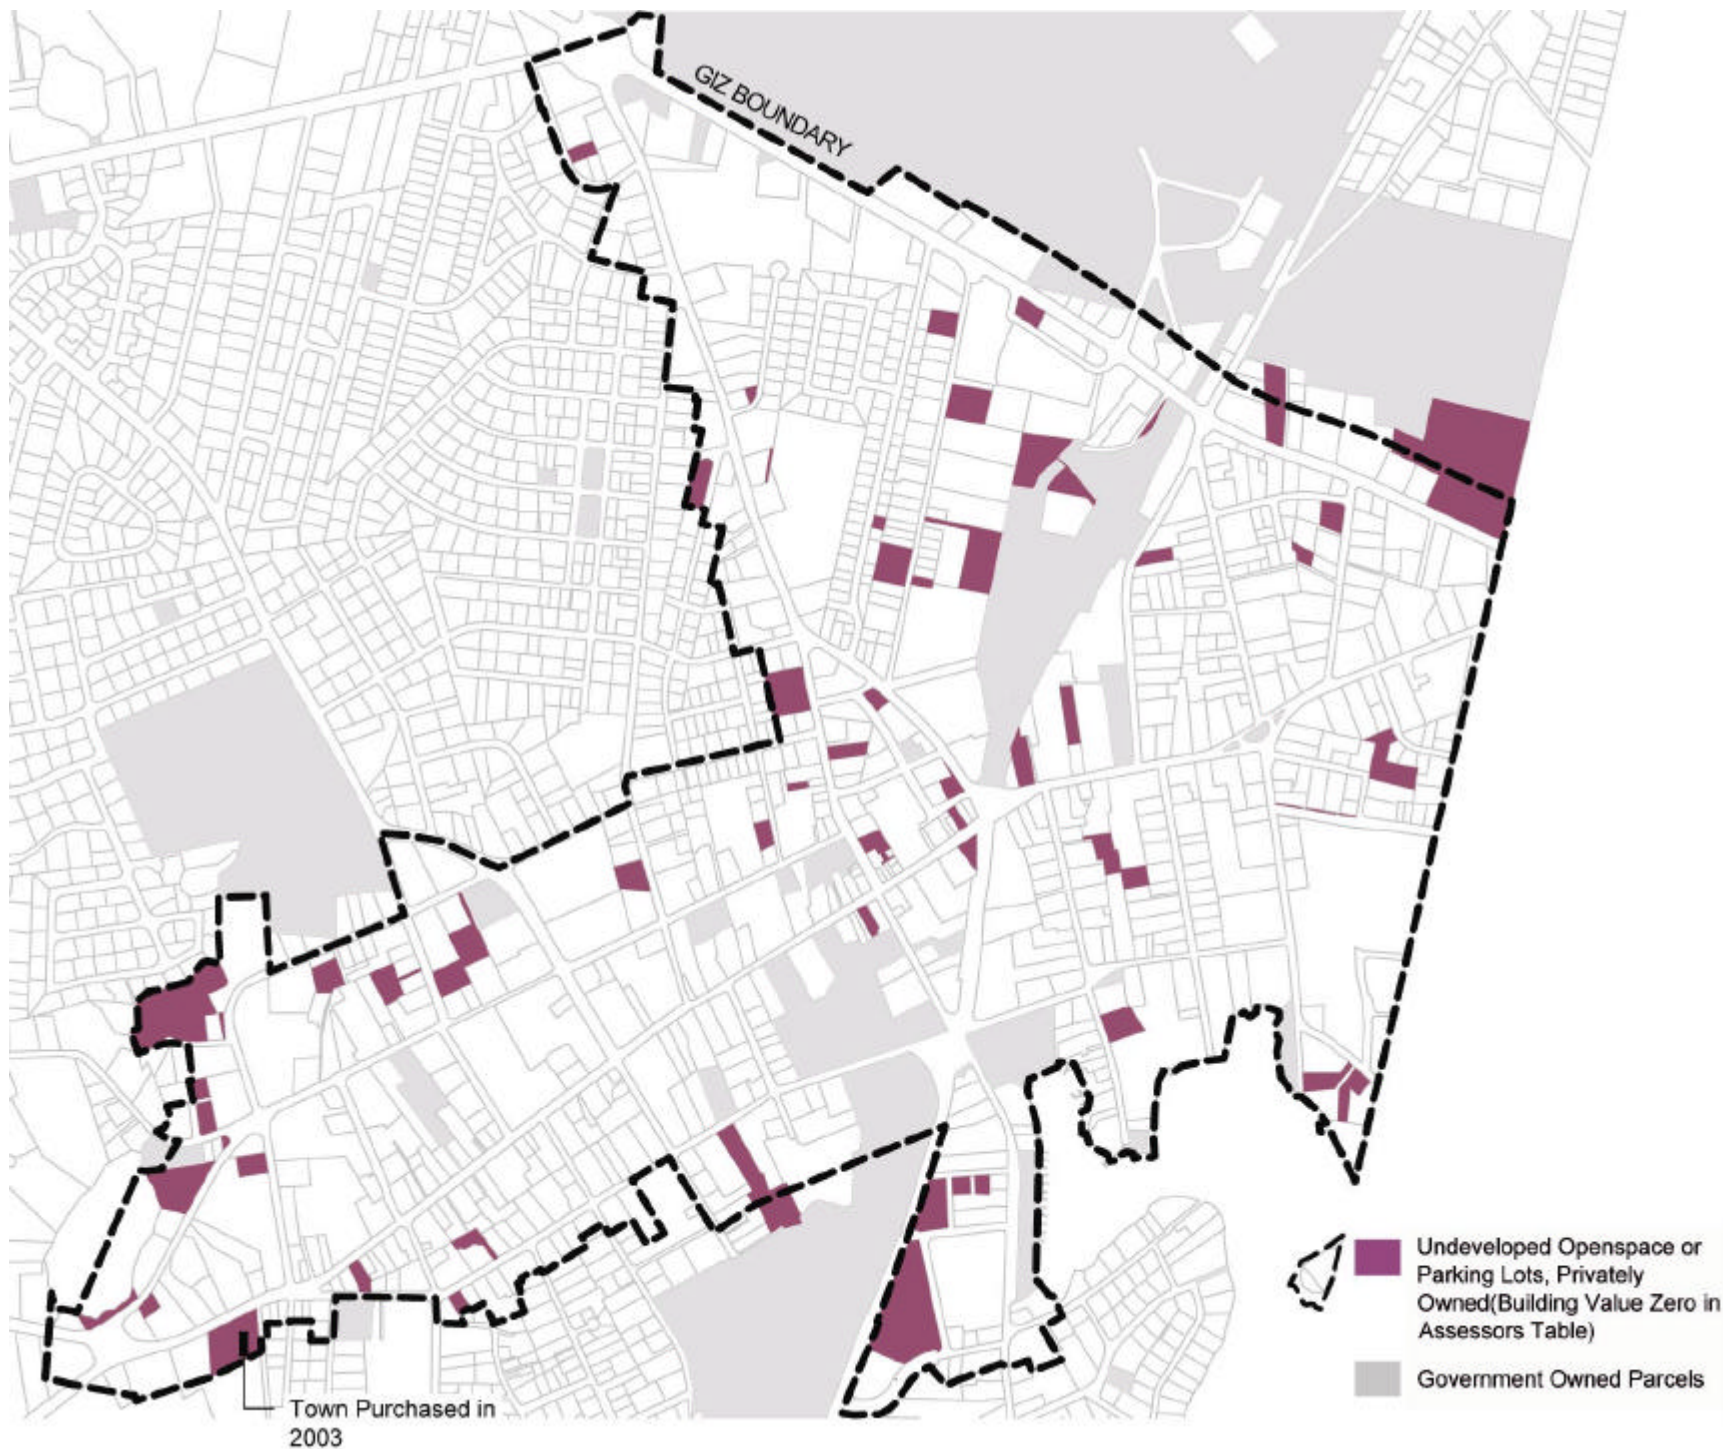 GIZ BOUNDARY
Undeveloped Openspace or
Parking Lots, Privately
Owned(Building Value Zero in
Assessors Table)
Government Owned Parcels
Town Purchased in
2003